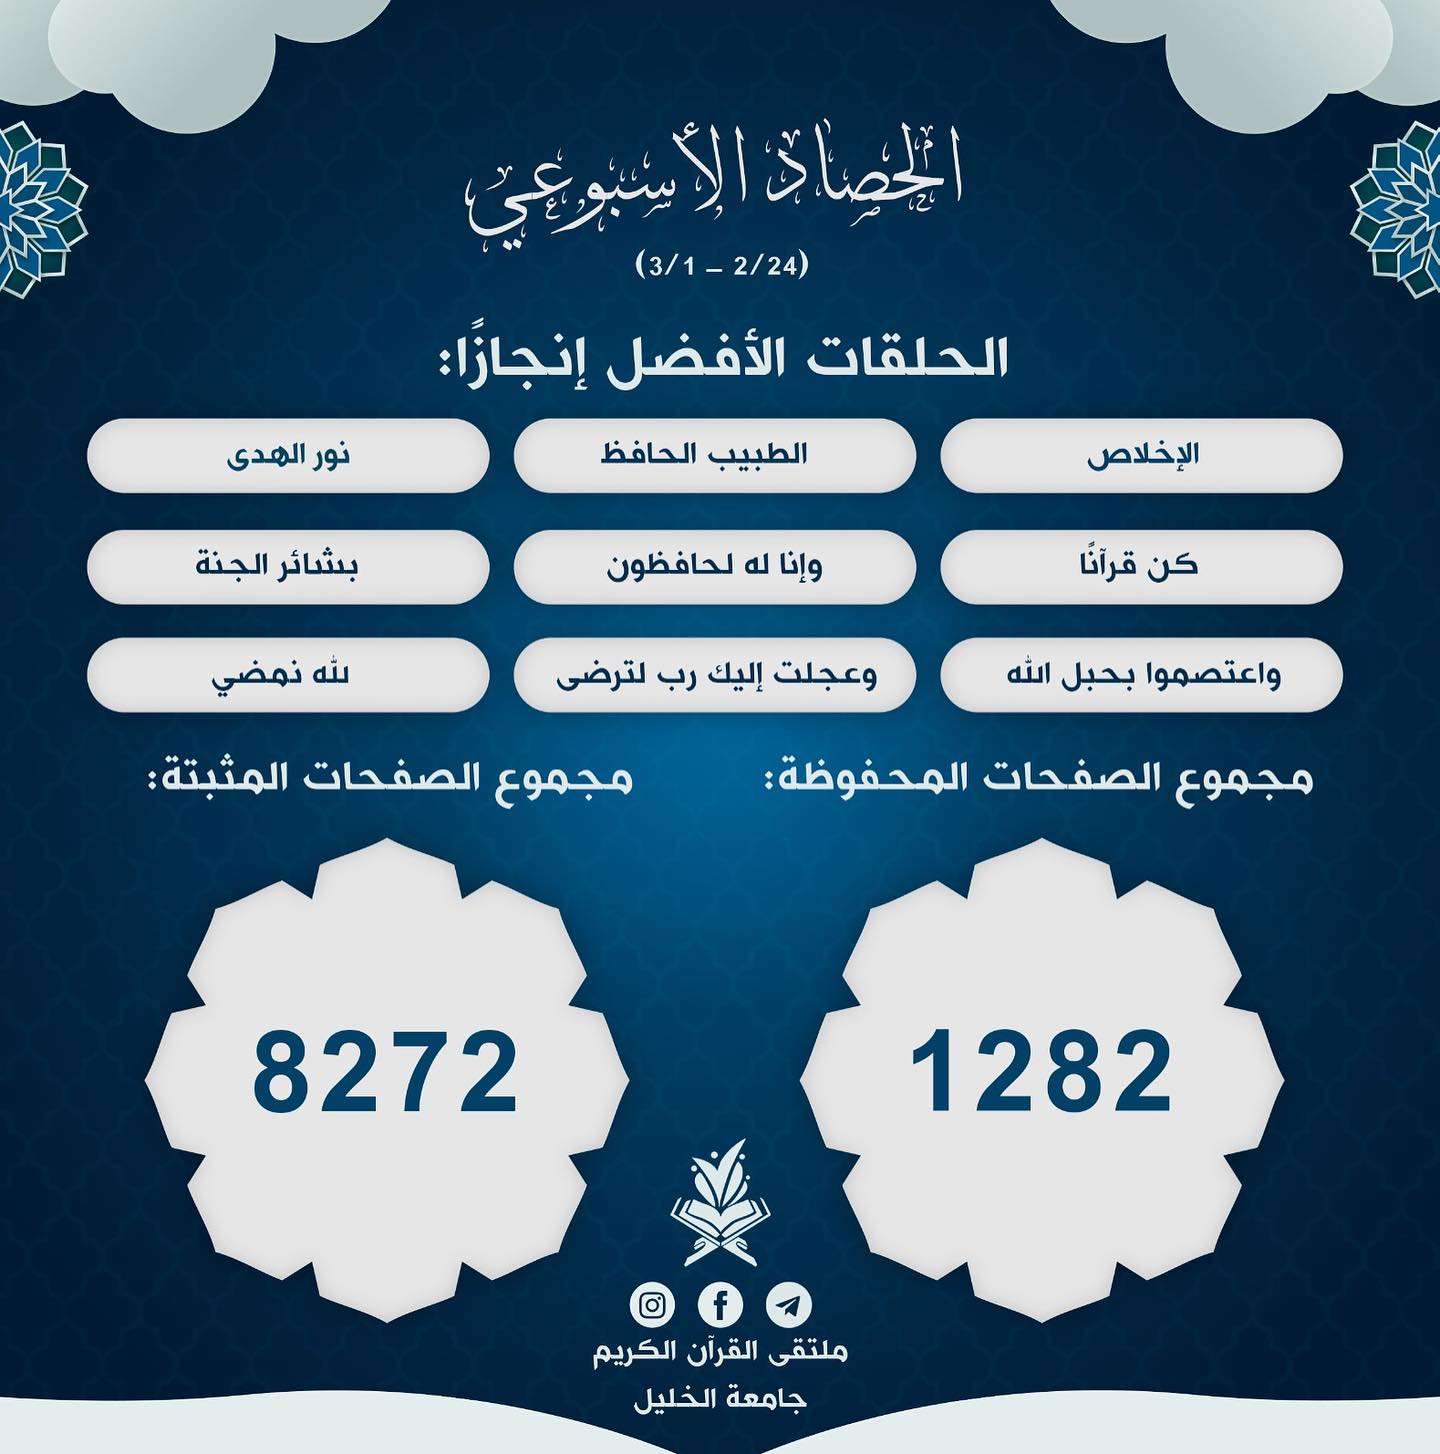 الحصاد الأسبوعي
(3/1 – 2/24)
الحلقات الأفضل إنجازًا:
الإخلاص
الطبيب الحافظ
نور الهدى
كن قرآنًا
وإنا له لحافظون
بشائر الجنة
واعتصموا بحبل الله
وعجلت إليك رب لترضى
لله نمضي
مجموع الصفحات المحفوظة:
مجموع الصفحات المثبتة:
1282
8272
ملتقى القرآن الكريم
جامعة الخليل